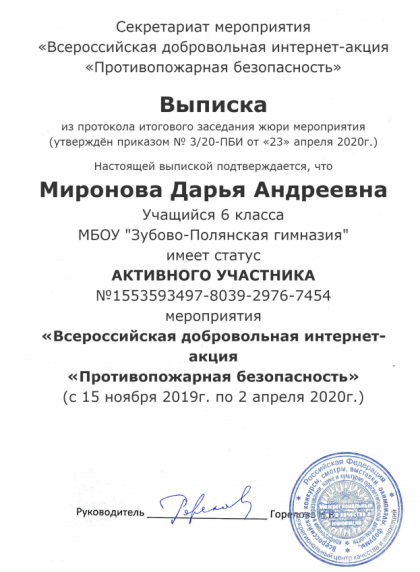 Секретариат мероприятия
«Всероссийская добровольная интернет-акция
«Противопожарная безопасность»
Выписка
из протокола итогового заседания жюри мероприятия
(утверждён приказом № 3/20-ПБИ от «23» апреля 2020г.)
Настоящей выпиской подтверждается, что
Миронова Дарья Андреевна
Учащийся 6 класса
МБОУ "Зубово-Полянская гимназия"
имеет статус
АКТИВНОГО УЧАСТНИКА
№1553593497-8039-2976-7454
мероприятия
«Всероссийская добровольная интернет-
акция
«Противопожарная безопасность»
(с 15 ноября 2019г. по 2 апреля 2020г.)
Руководитель Горелова
Российская Федерация